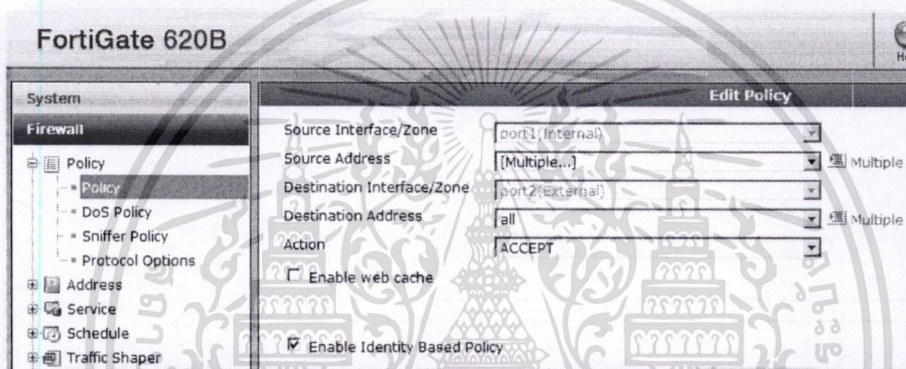 FortiGate 620B
He
System
Firewall
Policy
Policy
DoS Policy
Sniffer Policy
Protocol Options
Address
Service
Schedule
Traffic Shaper
Edit Policy
Source Interface/Zone port1(Internal)
Source Address [Multiple...] Multiple
Destination Interface/Zone port2(External)
Destination Address all Multiple
Action ACCEPT
Enable web cache
Enable Identity Based Policy